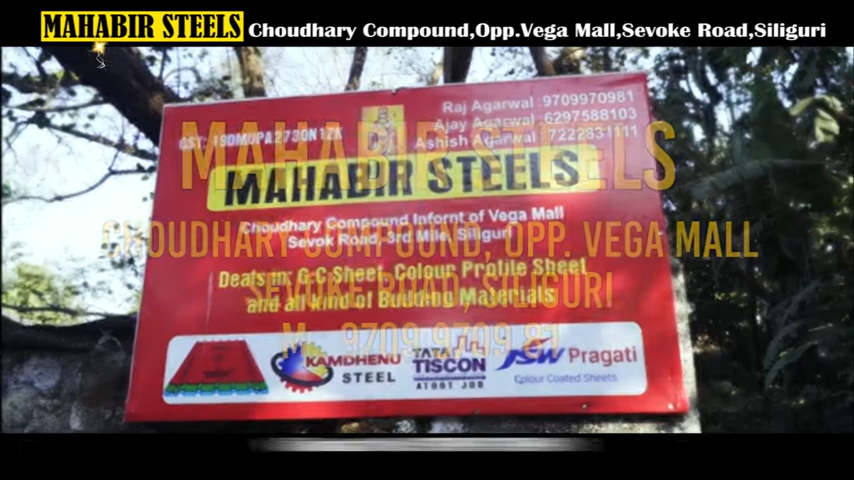 MAHABIR STEELS Choudhary Compound,Opp.Vega Mall,Sevoke Road,Siliguri
Raj Agarwal :9709970981
Ajay Agarwal :6297588103
Ashish Agarwal :7222831111
GST: 19DMUPA2730N1ZK
MAHABIR STEELS
Choudhary Compound Infornt of Vega Mall
Sevok Road, 3rd Mile, Siliguri
Deals in: G.C Sheet, Colour Profile Sheet
and all kind of Building Materials
KAMDHENU
STEEL
TATA
TISCON
JSW Pragati
Colour Coated Sheets
MAHABIR STEELS
CHOUDHARY COMPOUND, OPP. VEGA MALL
SEVOKE ROAD, SILIGURI
M. 9709 9709 81